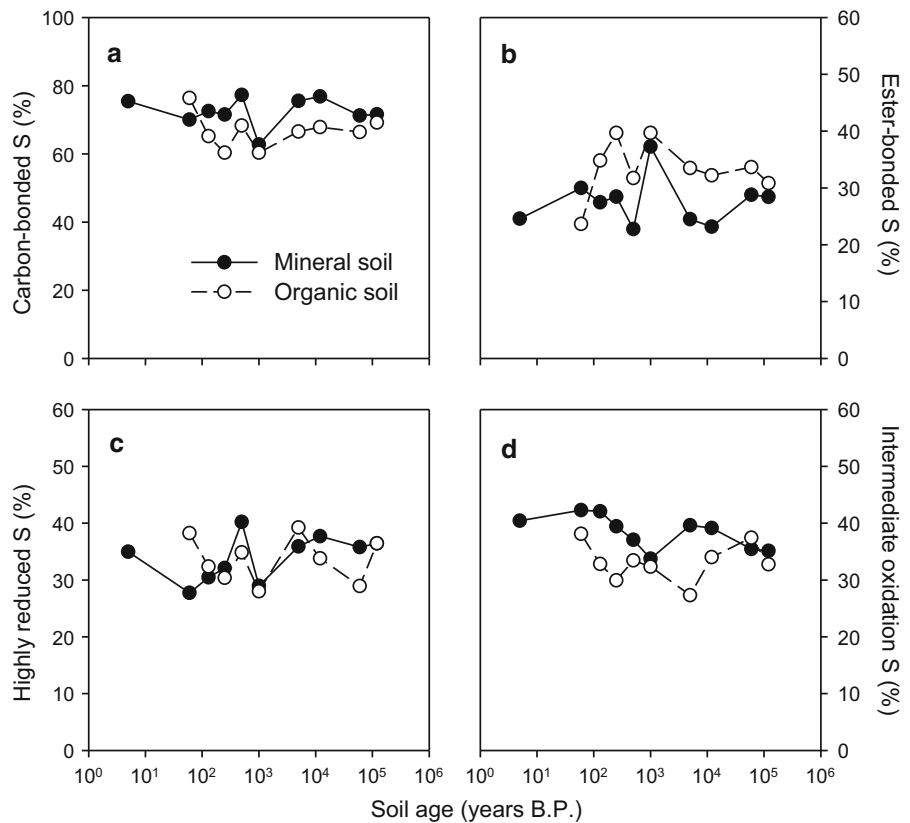 a
Carbon-bonded S (%)
100
80
60
40
20
0
Mineral soil
Organic soil
b
60
50
40
30
20
10
0
Ester-bonded S (%)
c
Highly reduced S (%)
60
50
40
30
20
10
0
10⁰ 10¹ 10² 10³ 10⁴ 10⁵ 10⁶
d
60
50
40
30
20
10
0
Intermediate oxidation S (%)
10⁰ 10¹ 10² 10³ 10⁴ 10⁵ 10⁶
Soil age (years B.P.)